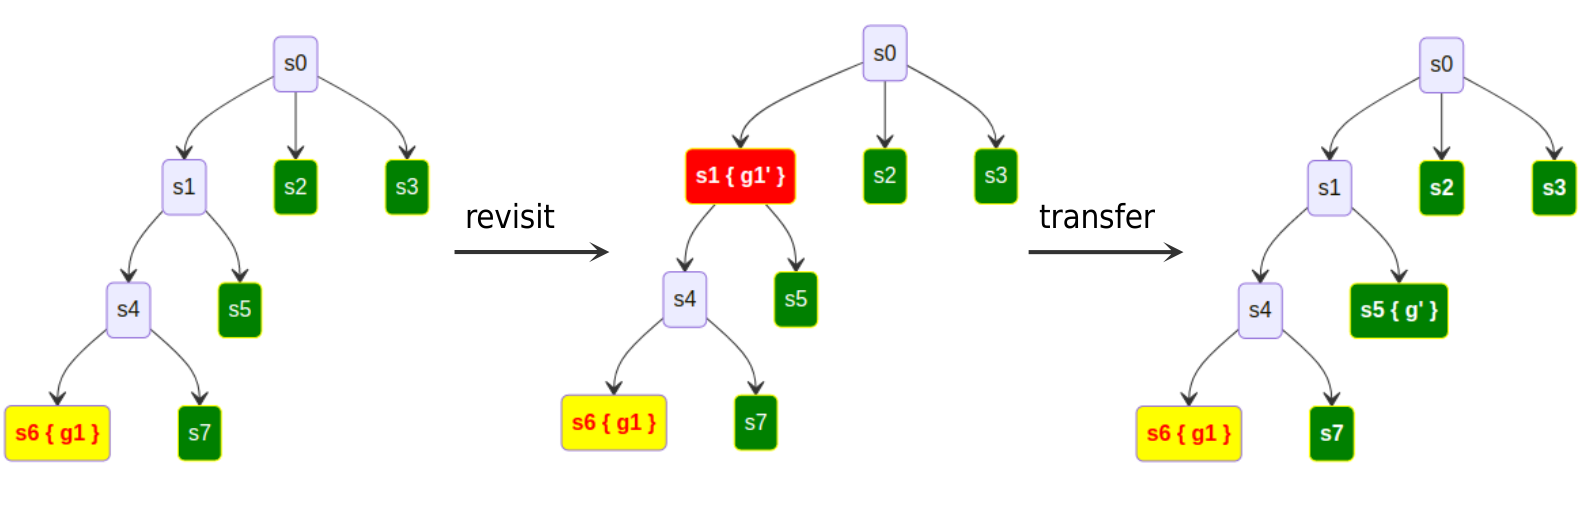 s0
s1
s2
s3
s4
s5
s6 { g1 }
s7
revisit
s0
s1 { g1' }
s2
s3
s4
s5
s6 { g1 }
s7
transfer
s0
s1
s2
s3
s4
s5 { g' }
s6 { g1 }
s7